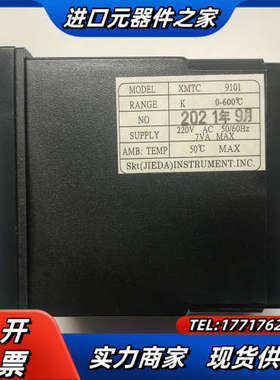 进口元器件之家
MODEL XMTC 9101
RANGE K 0-600℃
NO 2021年9月
SUPPLY 220V AC 50/60Hz
7VA MAX
AMB: TEMP 50℃ MAX
Skt(JIEDA)INSTRUMENT.INC.
可开
票
TEL:1771762
实力商家 现货供应